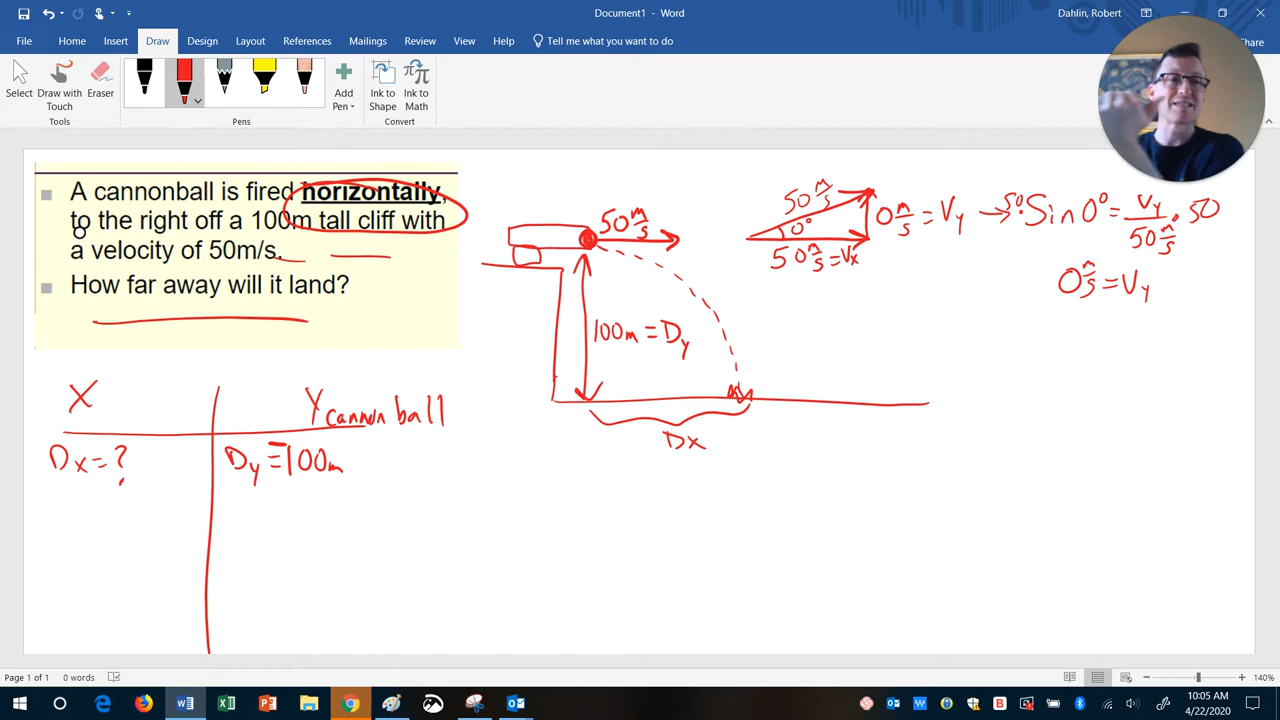 Document1 - Word
Dahlin, Robert
File Home Insert Draw Design Layout References Mailings Review View Help Tell me what you want to do
Share
Select
Draw with Touch
Eraser
Add Pen
Ink to Shape
Ink to Math
Tools
Pens
Convert
A cannonball is fired horizontally,
to the right off a 100m tall cliff with
a velocity of 50m/s.
How far away will it land?
50 m/s
100m = Dy
Dx
50 m/s
0°
0 m/s = Vy
50 m/s = Vx
50 · Sin 0° = Vy / 50 m/s · 50
0 m/s = Vy
X
Y cannon ball
Dx = ?
Dy = 100m
Page 1 of 1 0 words
140%
10:05 AM
4/22/2020